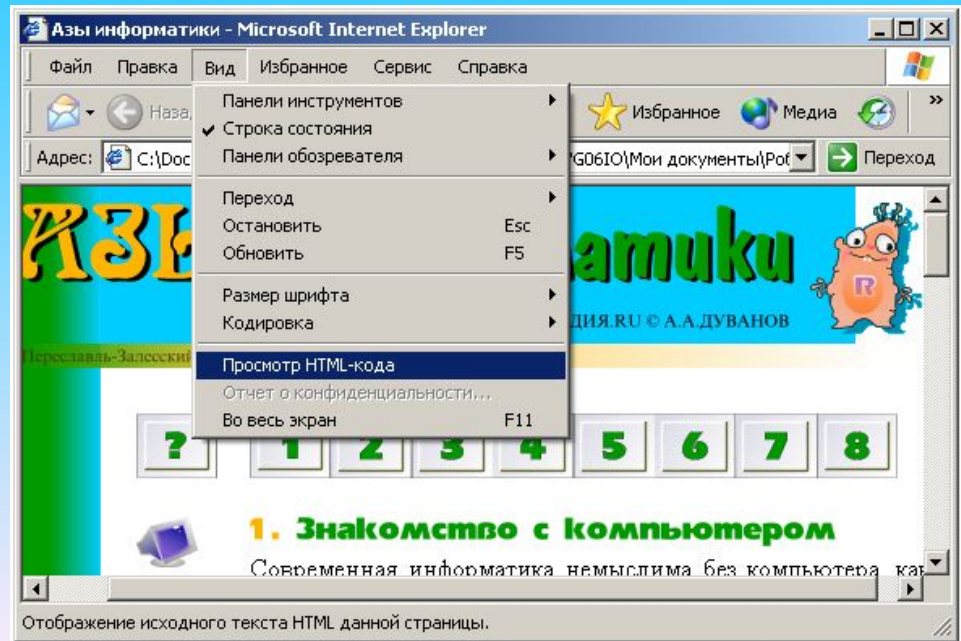 Азы информатики - Microsoft Internet Explorer
Файл Правка Вид Избранное Сервис Справка
Избранное Медиа »
Адрес: C:\Doc G06IO\Мои документы\ Переход
Панели инструментов
Строка состояния
Панели обозревателя
Переход
Остановить Esc
Обновить F5
Размер шрифта
Кодировка
Просмотр HTML-кода
Отчет о конфиденциальности...
Во весь экран F11
R
ДИЯ.RU © А.А.ДУВАНОВ
Переславль-Залесский
? 1 2 3 4 5 6 7 8
1. Знакомство с компьютером
Современная информатика немыслима без компьютера
Отображение исходного текста HTML данной страницы.